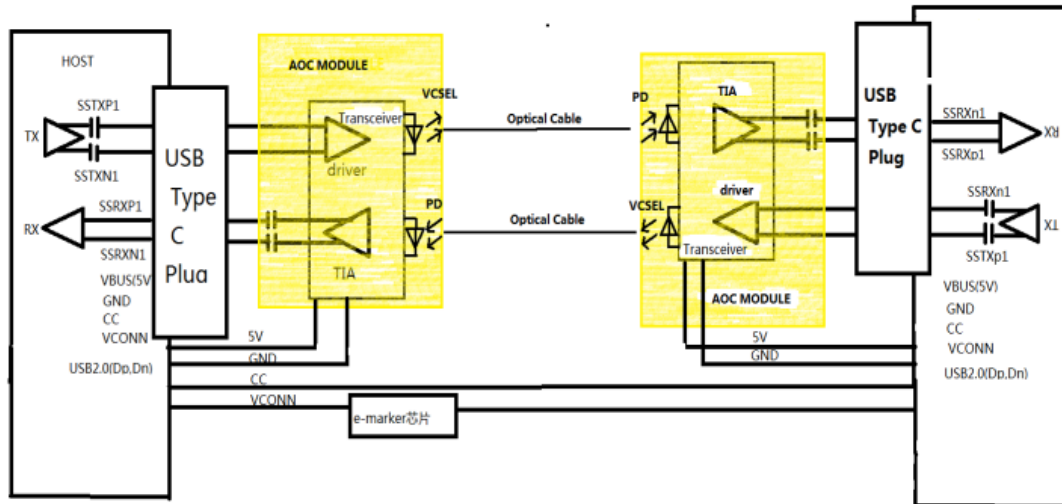 HOST
SSTXP1
TX
SSTXN1
SSRXP1
RX
SSRXN1
VBUS(5V)
GND
CC
VCONN
USB2.0(Dp,Dn)
USB
Type
C
Plug
AOC MODULE
Transceiver
driver
TIA
VCSEL
PD
Optical Cable
Optical Cable
PD
VCSEL
TIA
driver
Transceiver
AOC MODULE
USB
Type C
Plug
SSRXn1
SSRXp1
RX
SSRXn1
TX
SSTXp1
VBUS(5V)
GND
CC
VCONN
USB2.0(Dp,Dn)
5V
GND
CC
VCONN
e-marker芯片
5V
GND